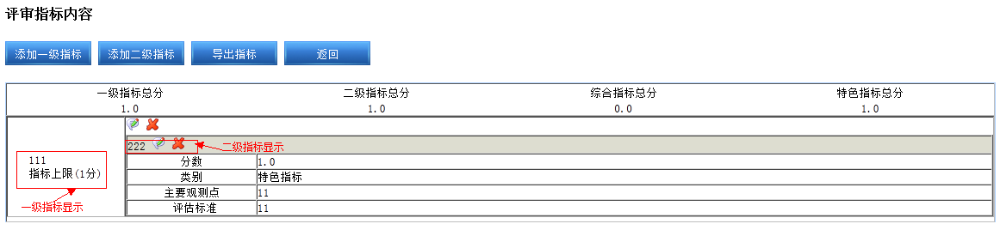 评审指标内容
添加一级指标 添加二级指标 导出指标 返回
一级指标总分 二级指标总分 综合指标总分 特色指标总分
1.0 1.0 0.0 1.0
222 二级指标显示
111
指标上限(1分)
一级指标显示
分数 1.0
类别 特色指标
主要观测点 11
评估标准 11